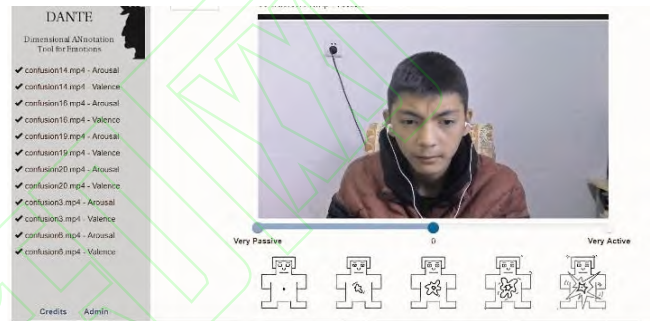 DANTE
Dimensional ANnotation
Tool for Emotions
✔ confusion14.mp4 - Arousal
✔ confusion14.mp4 - Valence
✔ confusion16.mp4 - Arousal
✔ confusion16.mp4 - Valence
✔ confusion19.mp4 - Arousal
✔ confusion19.mp4 - Valence
✔ confusion20.mp4 - Arousal
✔ confusion20.mp4 - Valence
✔ confusion3.mp4 - Arousal
✔ confusion3.mp4 - Valence
✔ confusion6.mp4 - Arousal
✔ confusion6.mp4 - Valence
Credits Admin
Very Passive 0 Very Active